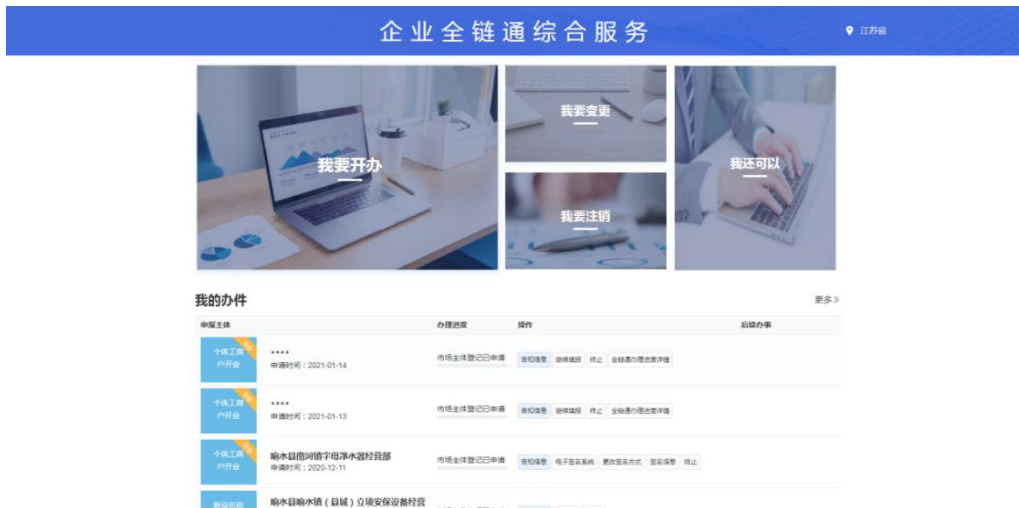 企业全链通综合服务
江苏省
我要开办
我要变更
我要注销
我还可以
我的办件
更多
申报主体 办理进度 操作 后续办事
个体工商
户开业
****
申请时间：2021-01-14
市场主体登记已申请
告知信息 继续填报 终止 全链通办理进度详情
个体工商
户开业
****
申请时间：2021-01-13
市场主体登记已申请
告知信息 继续填报 终止 全链通办理进度详情
个体工商
户开业
响水县南河镇字母净水器经营部
申请时间：2020-12-11
市场主体登记已申请
告知信息 电子签名系统 更改签名方式 签名信息 终止
响水县响水镇（县城）立顶安保设备经营